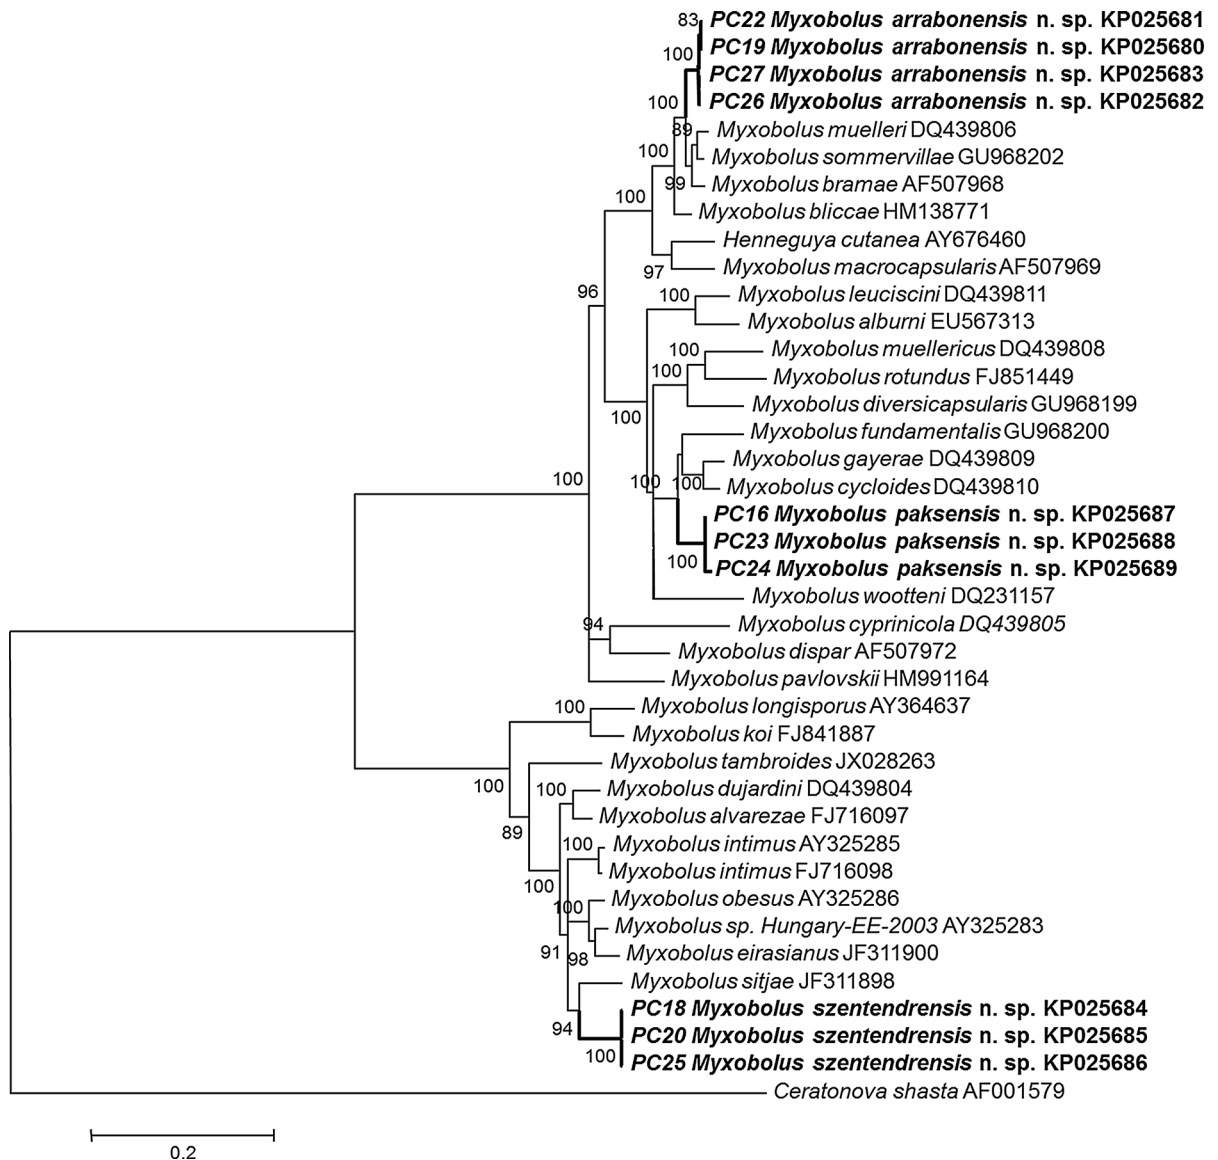 83 PC22 Myxobolus arrabonensis n. sp. KP025681
PC19 Myxobolus arrabonensis n. sp. KP025680
100
PC27 Myxobolus arrabonensis n. sp. KP025683
PC26 Myxobolus arrabonensis n. sp. KP025682
100
89 Myxobolus muelleri DQ439806
100 Myxobolus sommervillae GU968202
99 Myxobolus bramae AF507968
100 Myxobolus bliccae HM138771
Henneguya cutanea AY676460
97 Myxobolus macrocapsularis AF507969
96 100 Myxobolus leuciscini DQ439811
Myxobolus alburni EU567313
100 Myxobolus muellericus DQ439808
100 Myxobolus rotundus FJ851449
Myxobolus diversicapsularis GU968199
100
Myxobolus fundamentalis GU968200
Myxobolus gayerae DQ439809
100 100 100 Myxobolus cycloides DQ439810
PC16 Myxobolus paksensis n. sp. KP025687
PC23 Myxobolus paksensis n. sp. KP025688
100 PC24 Myxobolus paksensis n. sp. KP025689
Myxobolus wootteni DQ231157
94 Myxobolus cyprinicola DQ439805
Myxobolus dispar AF507972
Myxobolus pavlovskii HM991164
100 Myxobolus longisporus AY364637
Myxobolus koi FJ841887
Myxobolus tambroides JX028263
100 100 Myxobolus dujardini DQ439804
Myxobolus alvarezae FJ716097
89
100 Myxobolus intimus AY325285
Myxobolus intimus FJ716098
100
100 Myxobolus obesus AY325286
Myxobolus sp. Hungary-EE-2003 AY325283
91 98 Myxobolus eirasianus JF311900
Myxobolus sitjae JF311898
PC18 Myxobolus szentendrensis n. sp. KP025684
94 PC20 Myxobolus szentendrensis n. sp. KP025685
100 PC25 Myxobolus szentendrensis n. sp. KP025686
Ceratonova shasta AF001579
0.2